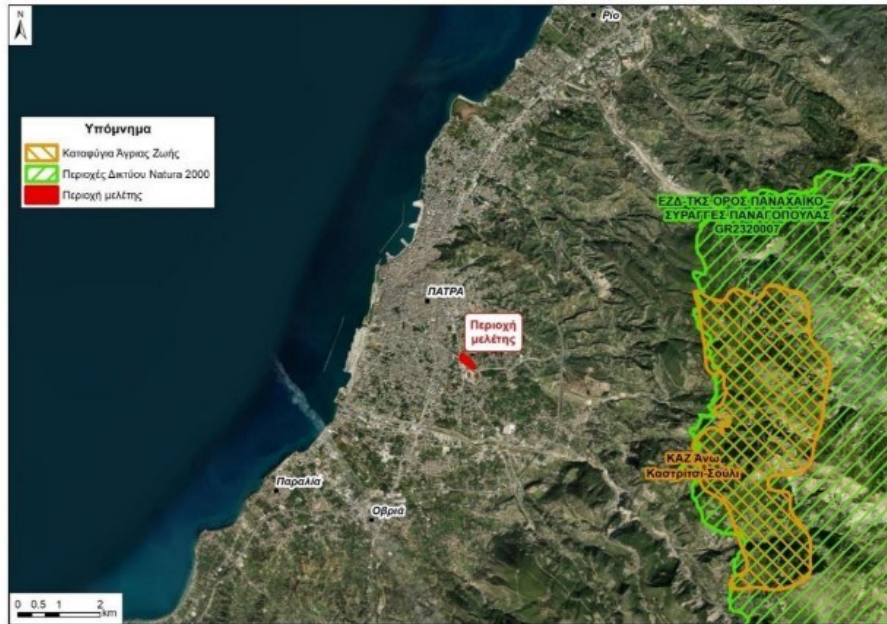 N
Ρίο
Υπόμνημα
Καταφύγια Άγριας Ζωής
Περιοχές Δικτύου Natura 2000
Περιοχή μελέτης
ΕΖΔ-ΤΚΣ ΟΡΟΣ ΠΑΝΑΧΑΪΚΟ –
ΣΥΡΑΓΓΕΣ ΠΑΝΑΓΟΠΟΥΛΑΣ
GR2320007
ΠΑΤΡΑ
Περιοχή
μελέτης
ΚΑΖ Άνω
Καστρίτσι-Σούλι
Παραλία
Οβριά
0 0.5 1 2
km